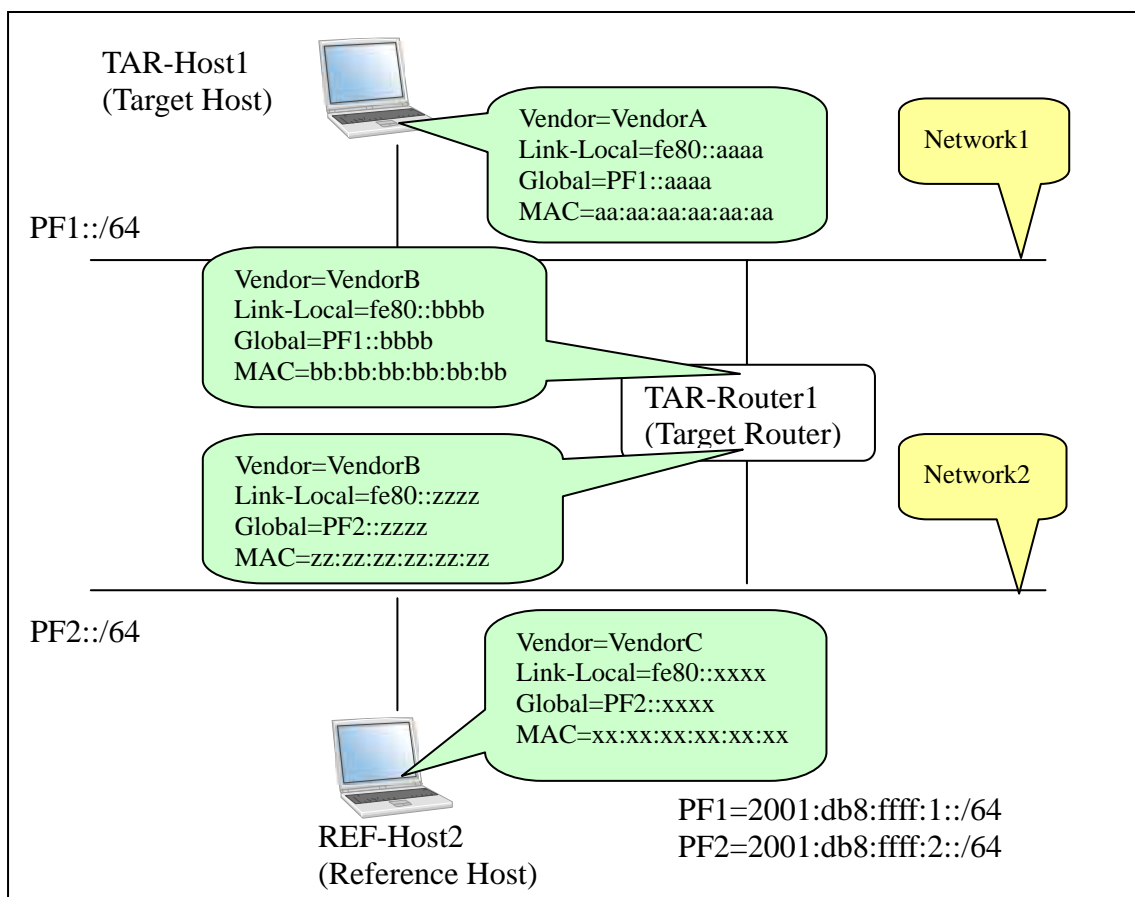 TAR-Host1
(Target Host)
Vendor=VendorA
Link-Local=fe80::aaaa
Global=PF1::aaaa
MAC=aa:aa:aa:aa:aa:aa
Network1
PF1::/64
Vendor=VendorB
Link-Local=fe80::bbbb
Global=PF1::bbbb
MAC=bb:bb:bb:bb:bb:bb
TAR-Router1
(Target Router)
Vendor=VendorB
Link-Local=fe80::zzzz
Global=PF2::zzzz
MAC=zz:zz:zz:zz:zz:zz
Network2
PF2::/64
Vendor=VendorC
Link-Local=fe80::xxxx
Global=PF2::xxxx
MAC=xx:xx:xx:xx:xx:xx
REF-Host2
(Reference Host)
PF1=2001:db8:ffff:1::/64
PF2=2001:db8:ffff:2::/64